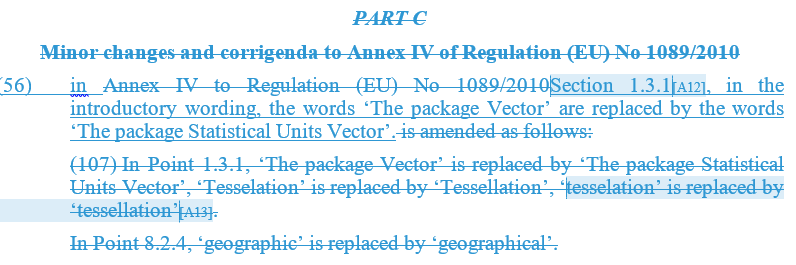 PART C
Minor changes and corrigenda to Annex IV of Regulation (EU) No 1089/2010
(56) in Annex IV to Regulation (EU) No 1089/2010Section 1.3.1[A12], in the
introductory wording, the words ‘The package Vector’ are replaced by the words
‘The package Statistical Units Vector’. is amended as follows:
(107) In Point 1.3.1, ‘The package Vector’ is replaced by ‘The package Statistical
Units Vector’, ‘Tesselation’ is replaced by ‘Tessellation’, ‘tesselation’ is replaced by
‘tessellation’[A13].
In Point 8.2.4, ‘geographic’ is replaced by ‘geographical’.